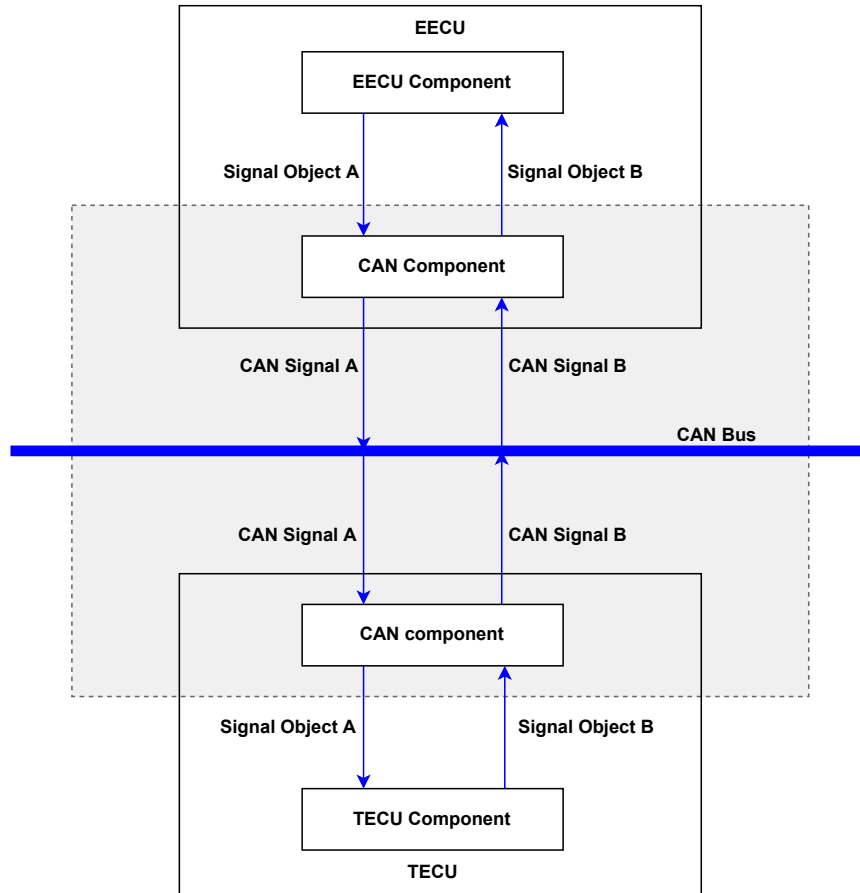 EECU
EECU Component
Signal Object A
Signal Object B
CAN Component
CAN Signal A
CAN Signal B
CAN Bus
CAN Signal A
CAN Signal B
CAN component
Signal Object A
Signal Object B
TECU Component
TECU